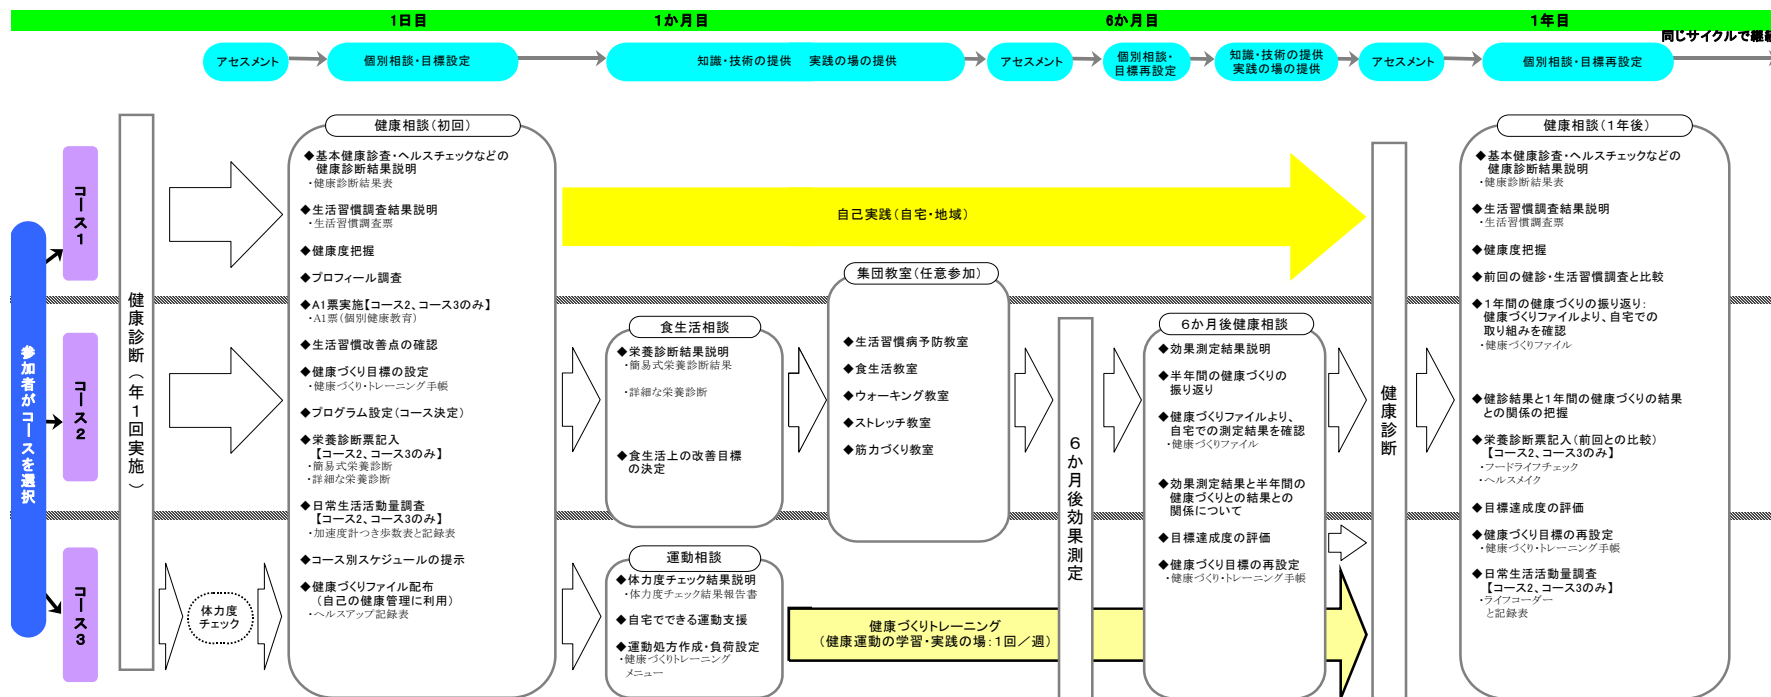 1日目
1か月目
6か月目
1年目
同じサイクルで継続
アセスメント
個別相談・目標設定
知識・技術の提供　実践の場の提供
アセスメント
個別相談・
目標再設定
知識・技術の提供
実践の場の提供
アセスメント
個別相談・目標再設定
参加者がコースを選択
コース1
コース2
コース3
健康診断(年1回実施)
体力度
チェック
健康相談(初回)
◆基本健康診査・ヘルスチェックなどの
健康診断結果説明
・健康診断結果表
◆生活習慣調査結果説明
・生活習慣調査票
◆健康度把握
◆プロフィール調査
◆A1票実施【コース2、コース3のみ】
・A1票(個別健康教育)
◆生活習慣改善点の確認
◆健康づくり目標の設定
・健康づくり・トレーニング手帳
◆プログラム設定(コース決定)
◆栄養診断票記入
【コース2、コース3のみ】
・簡易式栄養診断
・詳細な栄養診断
◆日常生活活動量調査
【コース2、コース3のみ】
・加速度計つき歩数表と記録表
◆コース別スケジュールの提示
◆健康づくりファイル配布
(自己の健康管理に利用)
・ヘルスアップ記録表
自己実践(自宅・地域)
食生活相談
◆栄養診断結果説明
・簡易式栄養診断結果
・詳細な栄養診断
◆食生活上の改善目標
の決定
運動相談
◆体力度チェック結果説明
・体力度チェック結果報告書
◆自宅でできる運動支援
◆運動処方作成・負荷設定
・健康づくりトレーニング
メニュー
集団教室(任意参加)
◆生活習慣病予防教室
◆食生活教室
◆ウォーキング教室
◆ストレッチ教室
◆筋力づくり教室
健康づくりトレーニング
(健康運動の学習・実践の場:1回／週)
6か月後効果測定
6か月後健康相談
◆効果測定結果説明
◆半年間の健康づくりの
振り返り
◆健康づくりファイルより、
自宅での測定結果を確認
・健康づくりファイル
◆効果測定結果と半年間の
健康づくりとの結果との
関係について
◆目標達成度の評価
◆健康づくり目標の再設定
・健康づくり・トレーニング手帳
健康診断
健康相談(1年後)
◆基本健康診査・ヘルスチェックなどの
健康診断結果説明
・健康診断結果表
◆生活習慣調査結果説明
・生活習慣調査票
◆健康度把握
◆前回の健診・生活習慣調査と比較
◆1年間の健康づくりの振り返り:
健康づくりファイルより、自宅での
取り組みを確認
・健康づくりファイル
◆健診結果と1年間の健康づくりの結果
との関係の把握
◆栄養診断票記入(前回との比較)
【コース2、コース3のみ】
・フードライフチェック
・ヘルスメイク
◆目標達成度の評価
◆健康づくり目標の再設定
・健康づくり・トレーニング手帳
◆日常生活活動量調査
【コース2、コース3のみ】
・ライフコーダー
と記録表